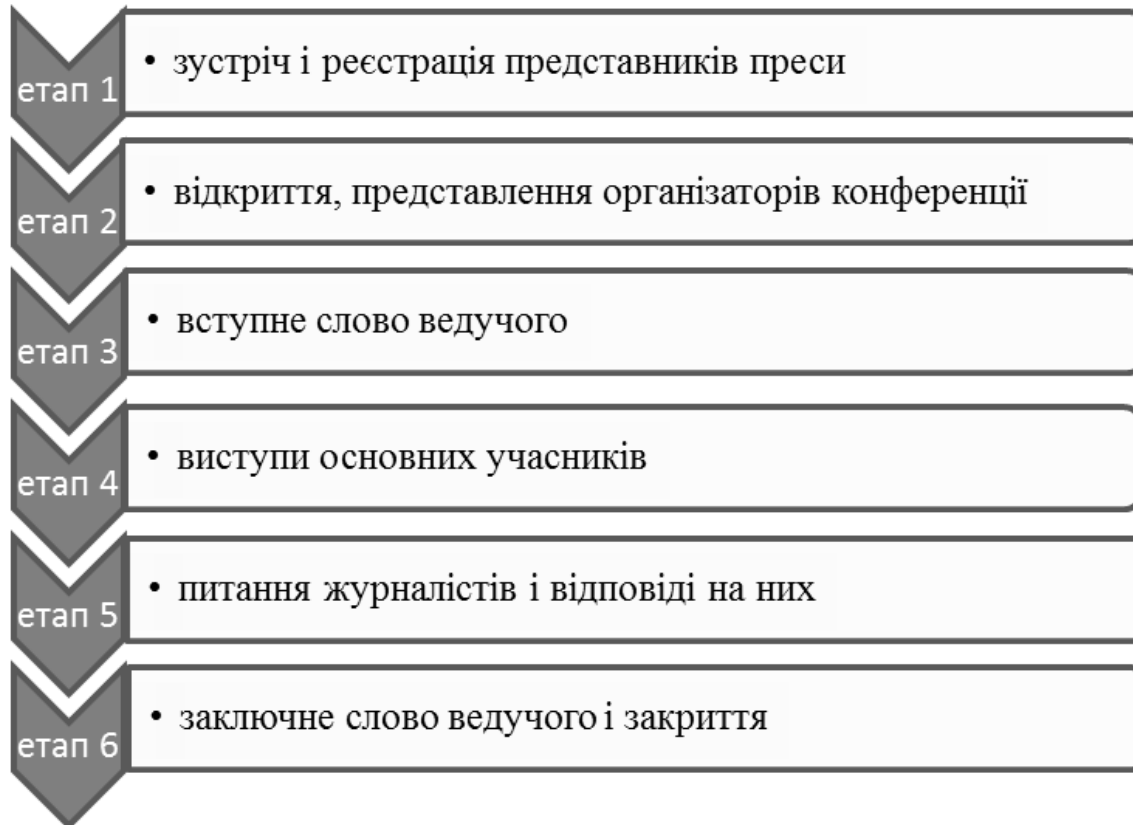 етап 1
• зустріч і реєстрація представників преси
етап 2
• відкриття, представлення організаторів конференції
етап 3
• вступне слово ведучого
етап 4
• виступи основних учасників
етап 5
• питання журналістів і відповіді на них
етап 6
• заключне слово ведучого і закриття